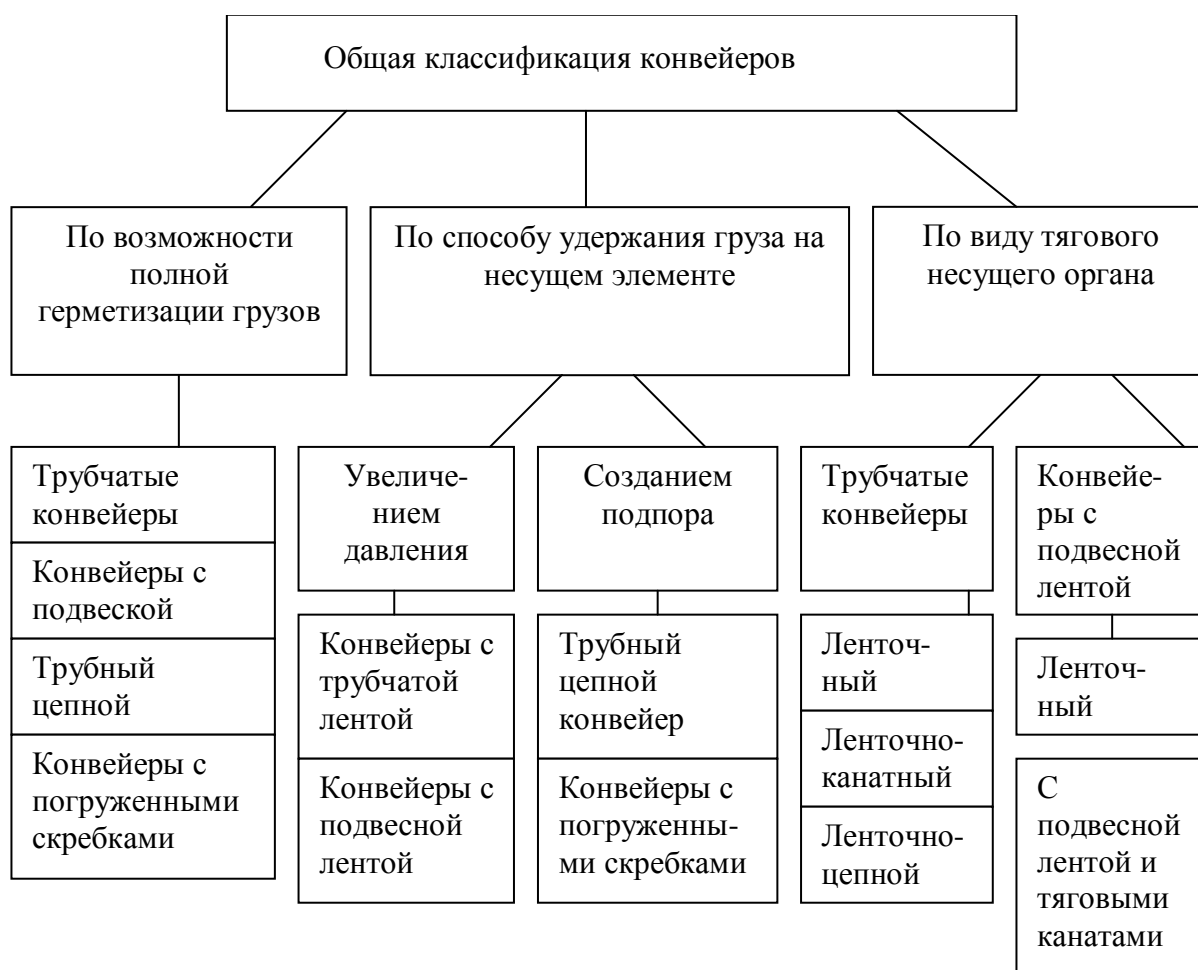 Общая классификация конвейеров
По возможности
полной
герметизации грузов
По способу удержания груза на
несущем элементе
По виду тягового
несущего органа
Трубчатые
конвейеры
Конвейеры с
подвеской
Трубный
цепной
Конвейеры с
погруженными
скребками
Увеличе-
нием
давления
Конвейеры с
трубчатой
лентой
Конвейеры с
подвесной
лентой
Созданием
подпора
Трубный
цепной
конвейер
Конвейеры с
погруженны-
ми скребками
Трубчатые
конвейеры
Ленточ-
ный
Ленточно-
канатный
Ленточно-
цепной
Конвейе-
ры с
подвесной
лентой
Ленточ-
ный
С
подвесной
лентой и
тяговыми
канатами